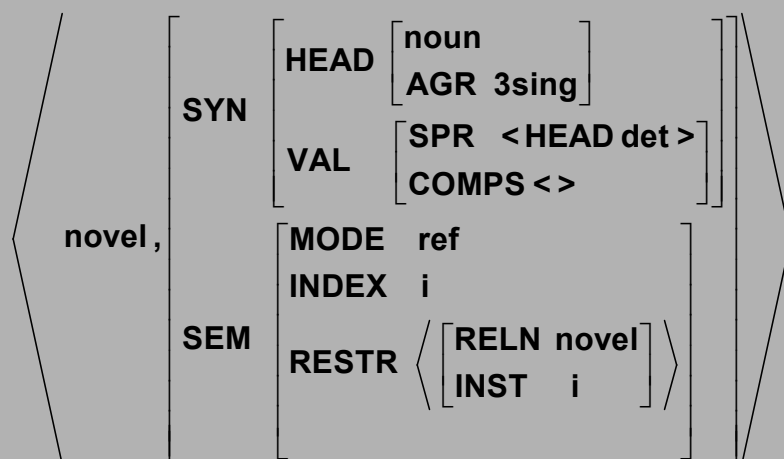 noun
HEAD
AGR 3sing
SYN
SPR <HEAD det>
VAL
COMPS < >
novel,
MODE ref
INDEX i
SEM
RELN novel
RESTR
INST i